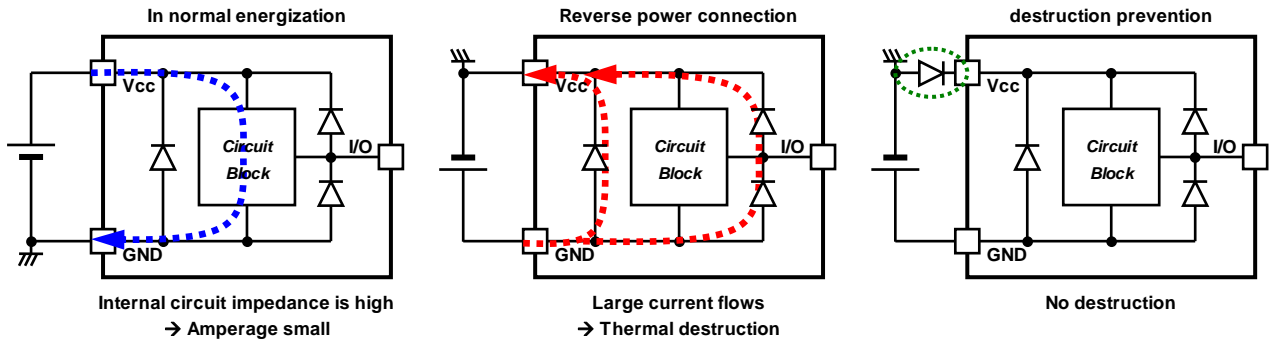 In normal energization
Vcc
Circuit
Block
I/O
GND
Internal circuit impedance is high
→ Amperage small
Reverse power connection
Vcc
Circuit
Block
I/O
GND
Large current flows
→ Thermal destruction
destruction prevention
Vcc
Circuit
Block
I/O
GND
No destruction